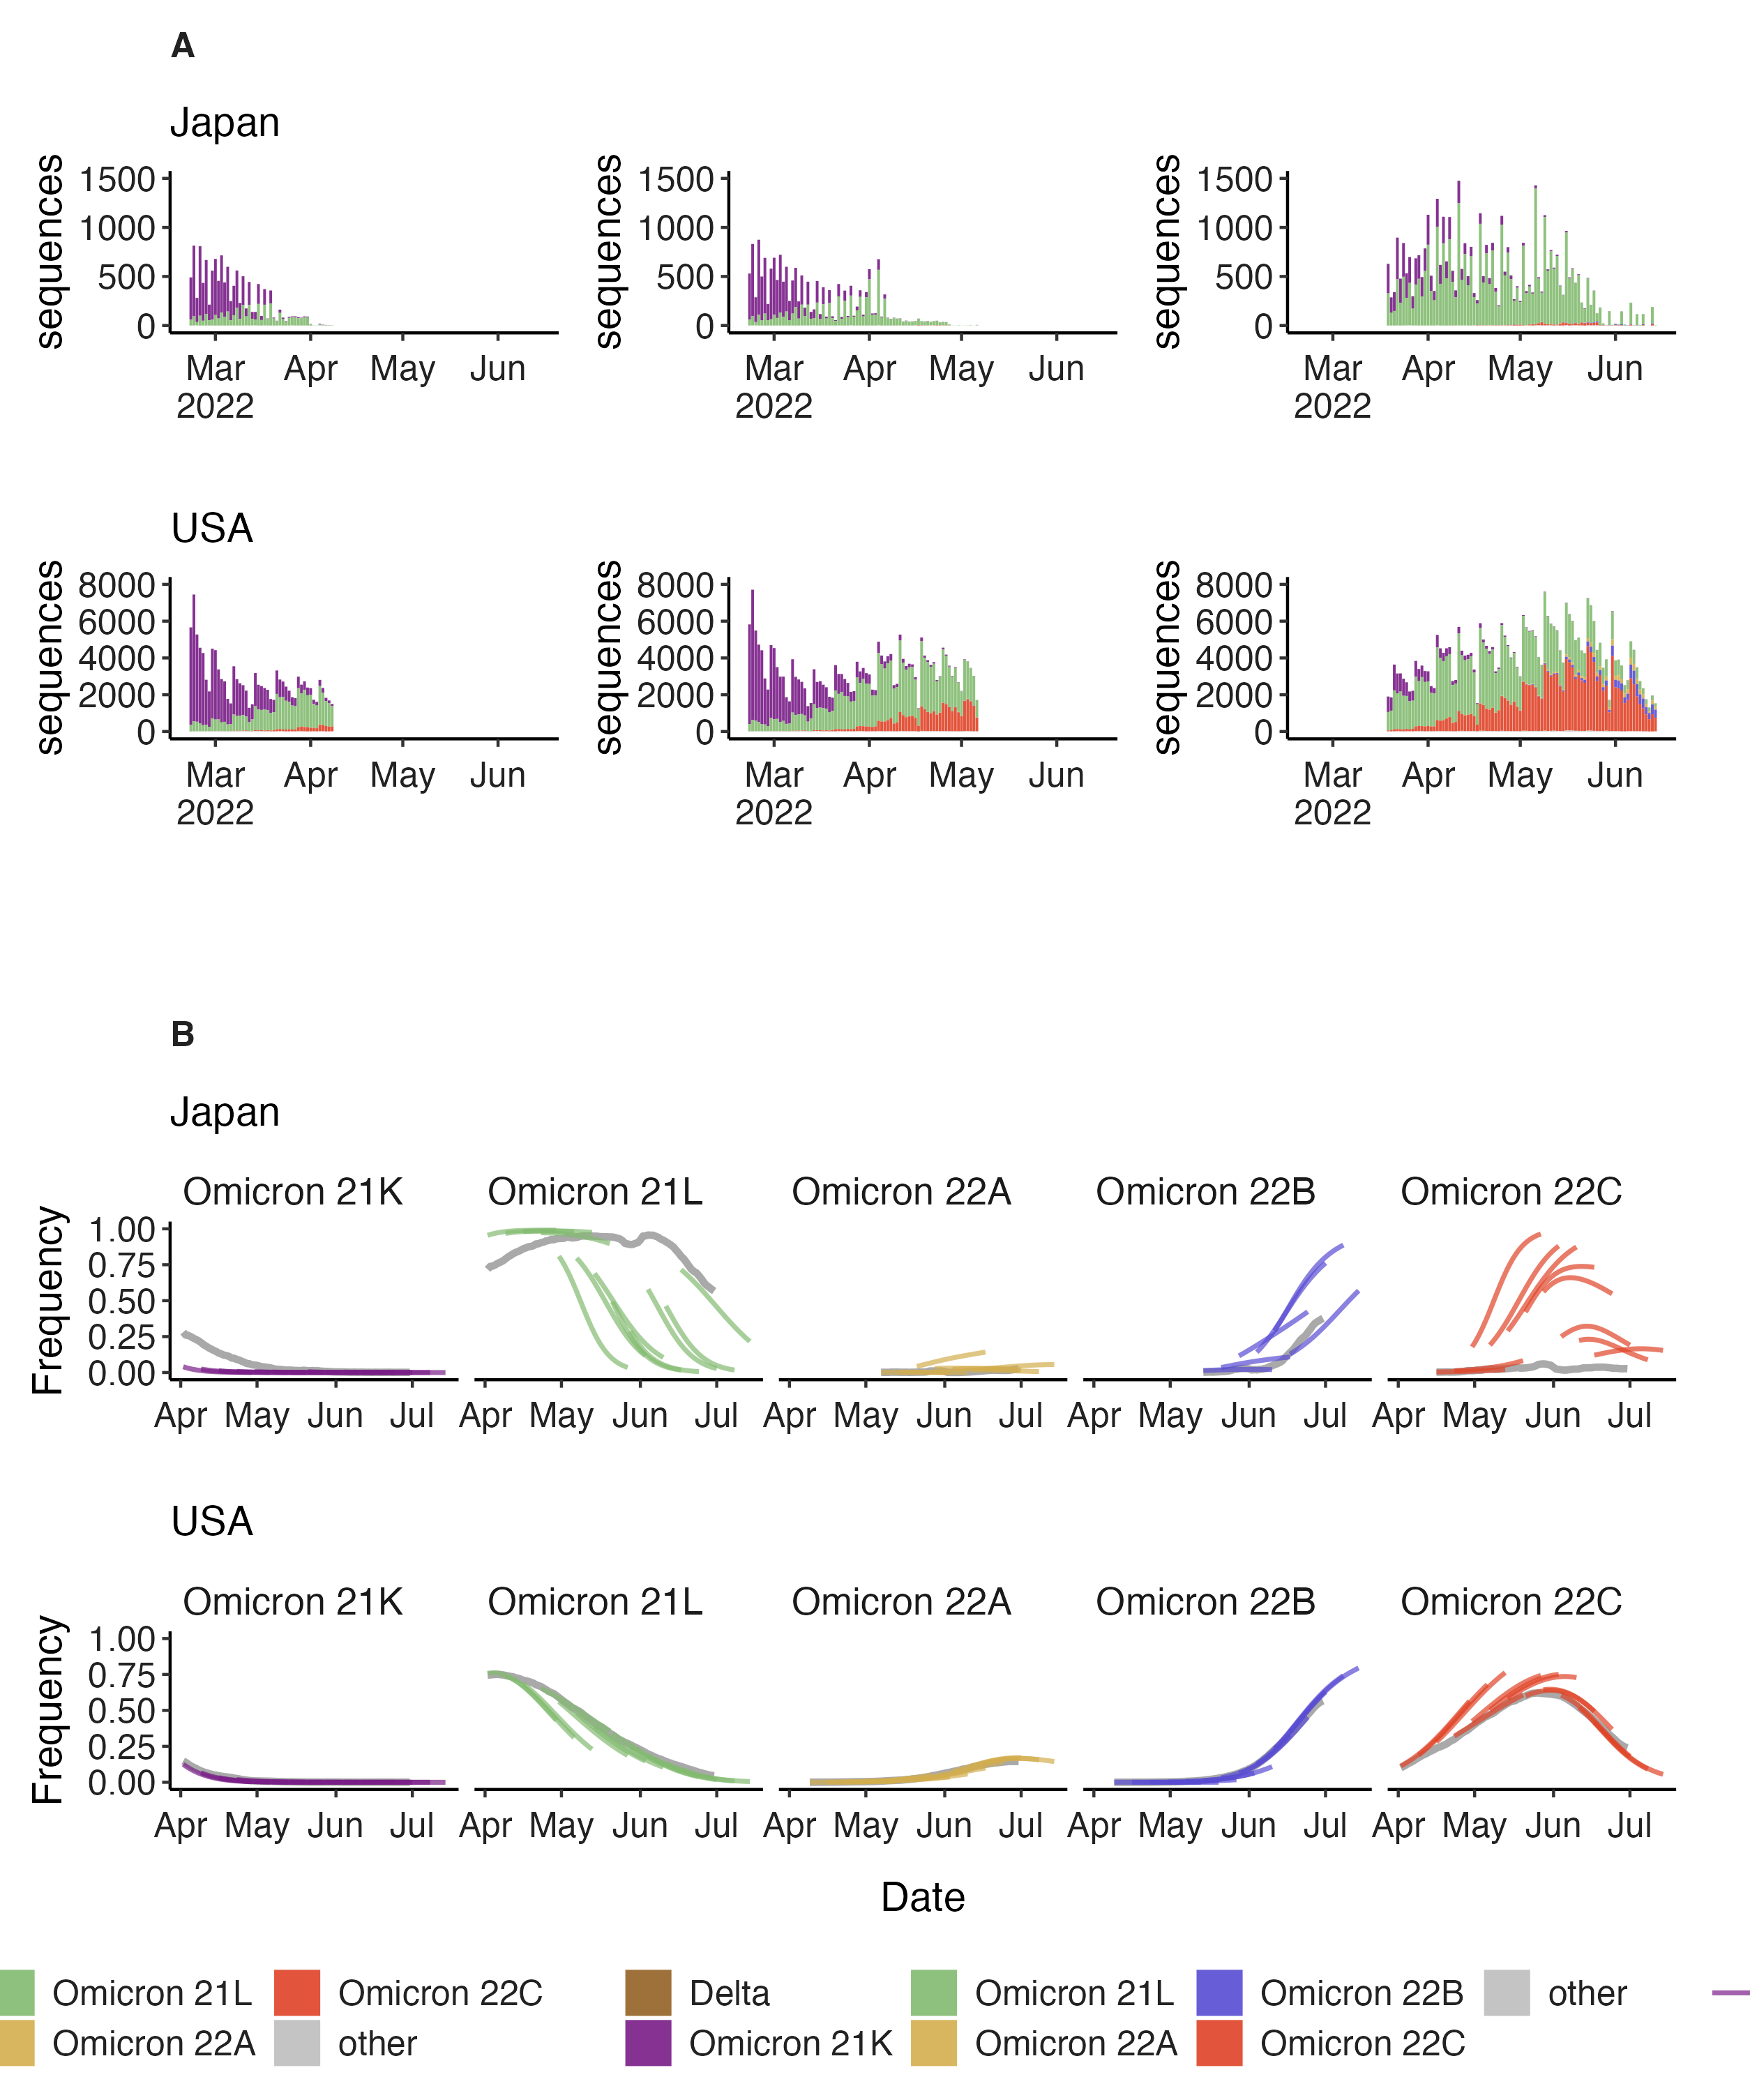 A
Japan
sequences 1500 1000 500 0
Mar Apr May Jun
2022
sequences 1500 1000 500 0
Mar Apr May Jun
2022
sequences 1500 1000 500 0
Mar Apr May Jun
2022
USA
sequences 8000 6000 4000 2000 0
Mar Apr May Jun
2022
sequences 8000 6000 4000 2000 0
Mar Apr May Jun
2022
sequences 8000 6000 4000 2000 0
Mar Apr May Jun
2022
B
Japan
Omicron 21K Omicron 21L Omicron 22A Omicron 22B Omicron 22C
Frequency 1.00 0.75 0.50 0.25 0.00
Apr May Jun Jul Apr May Jun Jul Apr May Jun Jul Apr May Jun Jul Apr May Jun Jul
USA
Omicron 21K Omicron 21L Omicron 22A Omicron 22B Omicron 22C
Frequency 1.00 0.75 0.50 0.25 0.00
Apr May Jun Jul Apr May Jun Jul Apr May Jun Jul Apr May Jun Jul Apr May Jun Jul
Date
Omicron 21L Omicron 22C Delta Omicron 21L Omicron 22B other
Omicron 22A other Omicron 21K Omicron 22A Omicron 22C